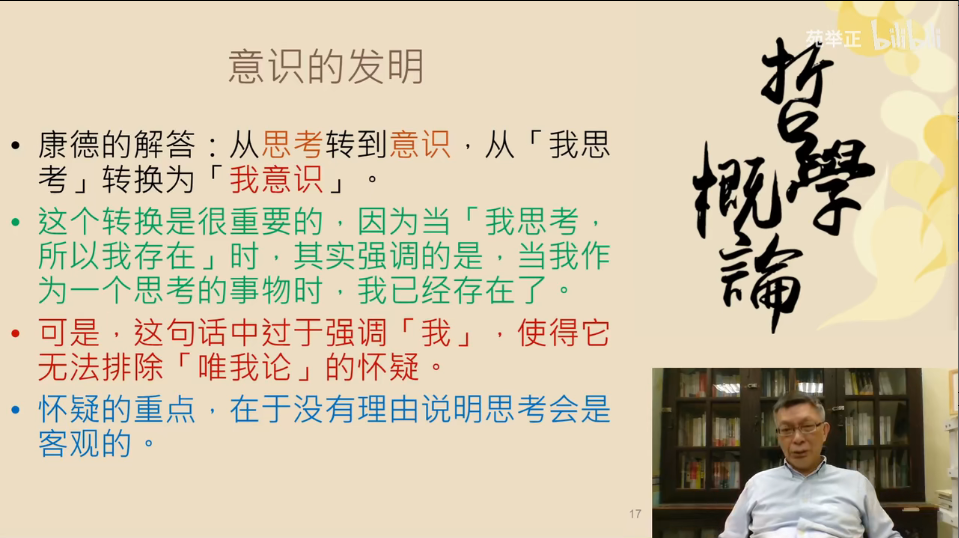 苑举正 bilibili
意识的发明
哲
學
概
論
• 康德的解答：从思考转到意识，从「我思
考」转换为「我意识」。
• 这个转换是很重要的，因为当「我思考，
所以我存在」时，其实强调的是，当我作
为一个思考的事物时，我已经存在了。
• 可是，这句话中过于强调「我」，使得它
无法排除「唯我论」的怀疑。
• 怀疑的重点，在于没有理由说明思考会是
客观的。
17